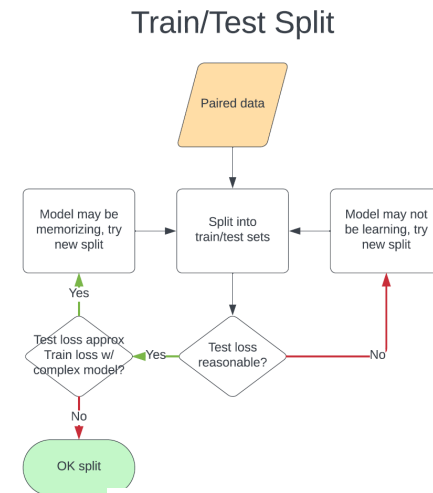 Train/Test Split
Paired data
Model may be
memorizing, try
new split
Split into
train/test sets
Model may not
be learning, try
new split
Yes
Test loss approx
Train loss w/
complex model?
Yes
Test loss
reasonable?
No
No
OK split